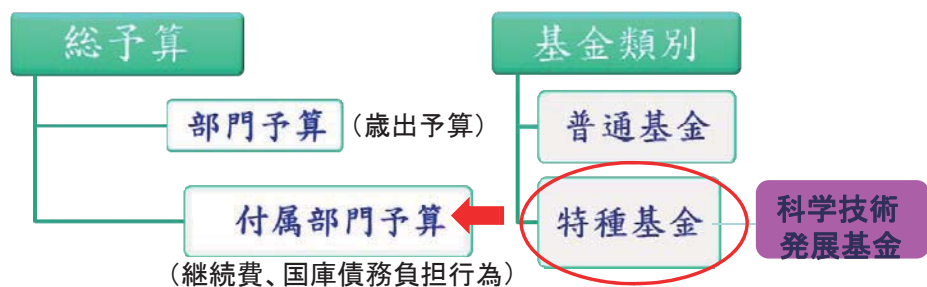 総予算
基金類別
部門予算
(歳出予算)
普通基金
付属部門予算
特種基金
科学技術
発展基金
(継続費、国庫債務負担行為)